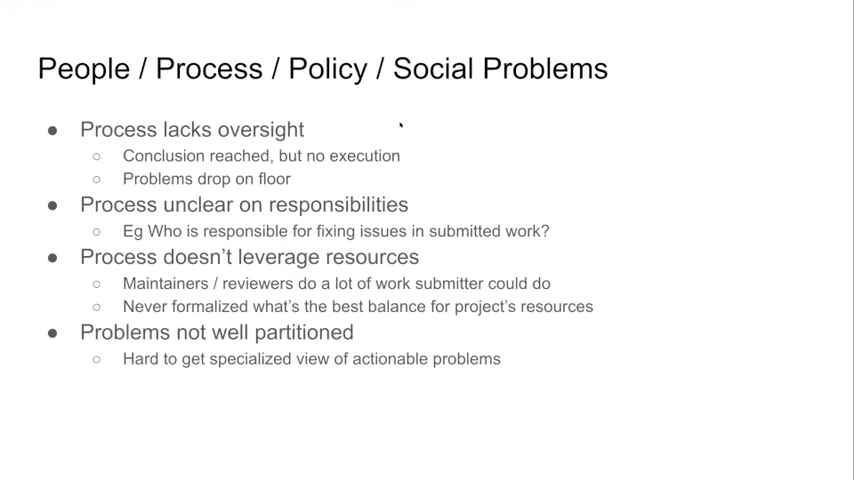 People / Process / Policy / Social Problems
● Process lacks oversight
○ Conclusion reached, but no execution
○ Problems drop on floor
● Process unclear on responsibilities
○ Eg Who is responsible for fixing issues in submitted work?
● Process doesn’t leverage resources
○ Maintainers / reviewers do a lot of work submitter could do
○ Never formalized what’s the best balance for project’s resources
● Problems not well partitioned
○ Hard to get specialized view of actionable problems